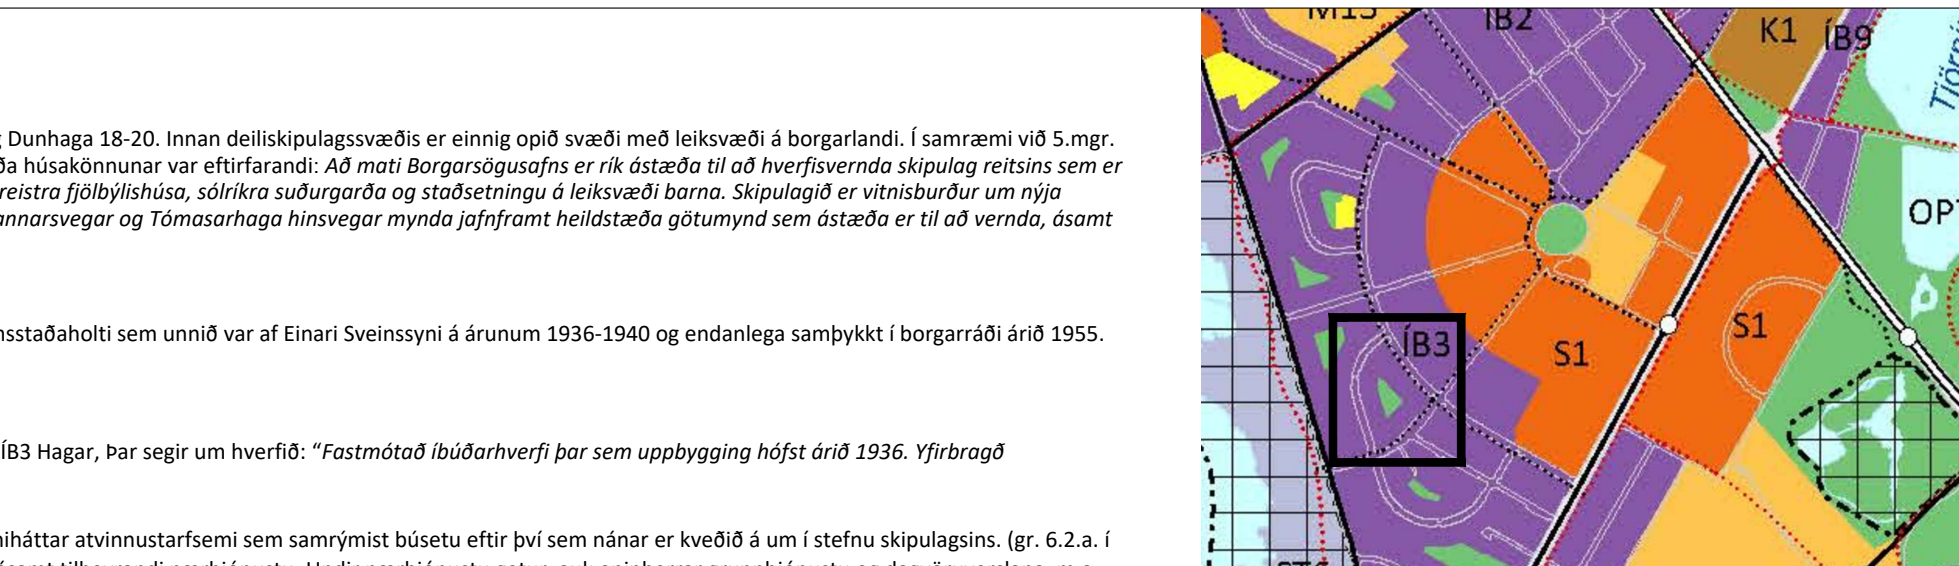 g Dunhaga 18-20. Innan deiliskipulagssvæðis er einnig opið svæði með leiksvæði á borgarlandi. Í samræmi við 5.mgr.
ða húsakönnunar var eftirfarandi: Að mati Borgarsögusafns er rík ástæða til að hverfisvernda skipulag reitsins sem er
reistra fjölbýlishúsa, sólríkra suðurgarða og staðsetningu á leiksvæði barna. Skipulagið er vitnisburður um nýja
annarsvegar og Tómasarhaga hinsvegar mynda jafnframt heildstæða götumynd sem ástæða er til að vernda, ásamt
nsstaðaholti sem unnið var af Einari Sveinssyni á árunum 1936-1940 og endanlega samþykkt í borgarráði árið 1955.
ÍB3 Hagar, Þar segir um hverfið: “Fastmótað íbúðarhverfi þar sem uppbygging hófst árið 1936. Yfirbragð
niháttar atvinnustarfsemi sem samrýmist búsetu eftir því sem nánar er kveðið á um í stefnu skipulagsins. (gr. 6.2.a. í
M13
ÍB2
K1
ÍB9
Tjörni
OP
ÍB3
S1
S1